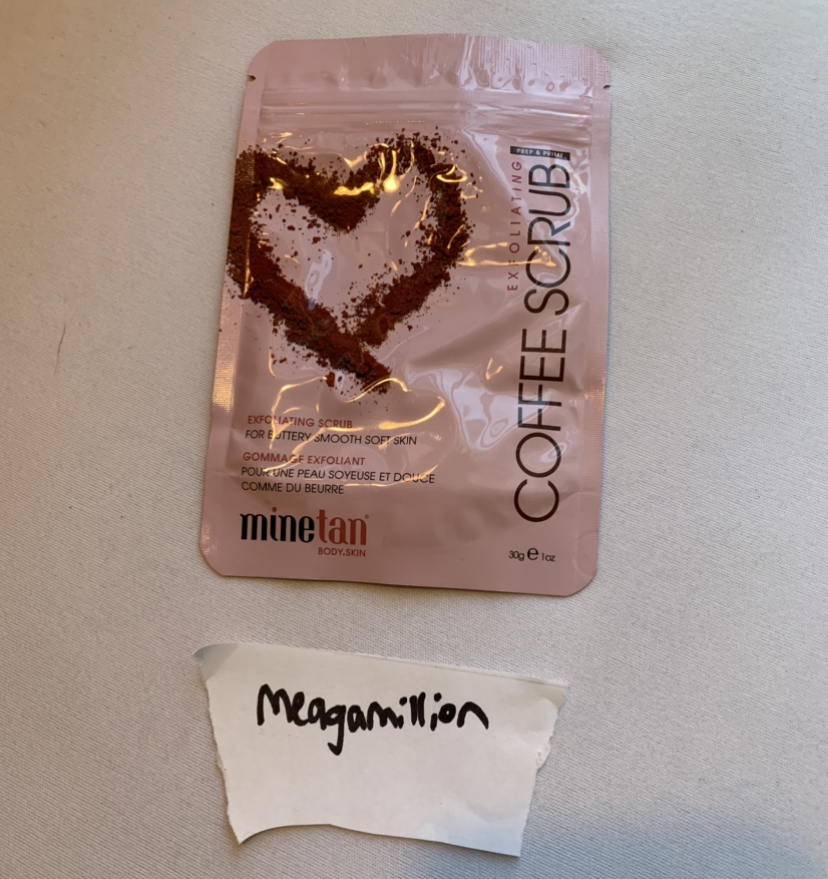 PREP & PRIME
EXFOLIATING
COFFEE SCRUB
EXFOLIATING SCRUB
FOR BUTTERY SMOOTH SOFT SKIN
GOMMAGE EXFOLIANT
POUR UNE PEAU SOYEUSE ET DOUCE
COMME DU BEURRE
minetan
BODY.SKIN
30g e 1oz
meagamillion